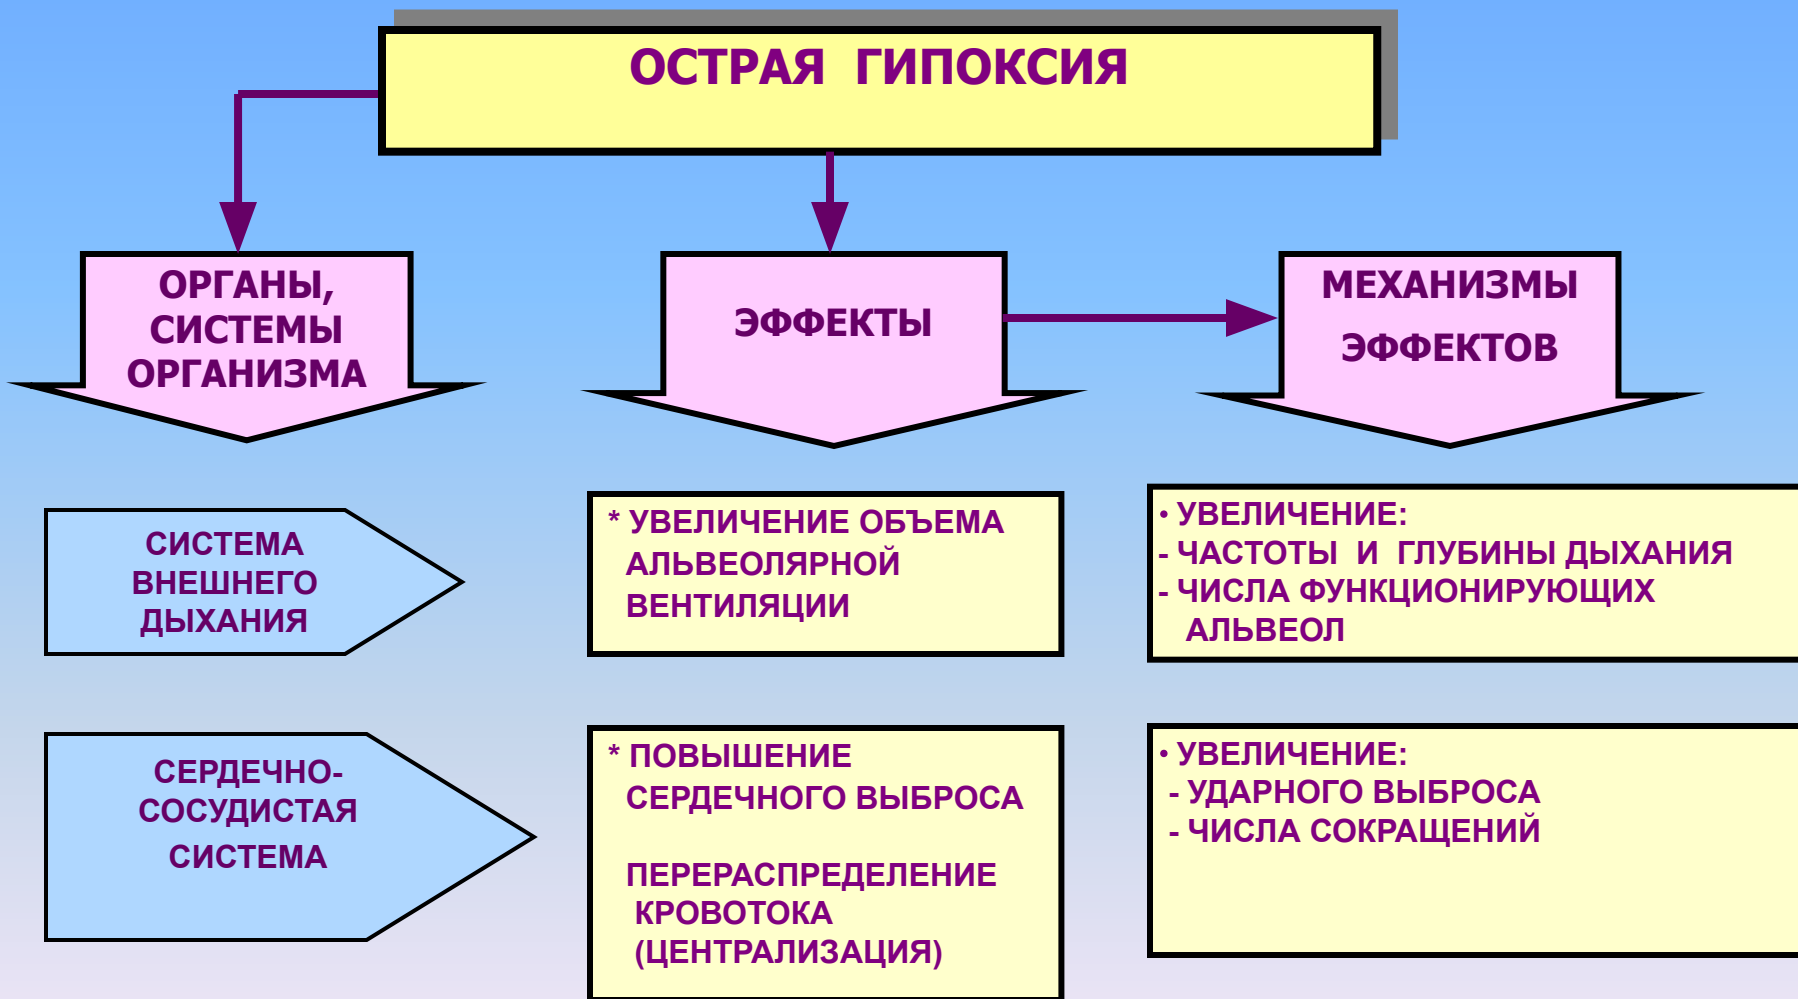 ОСТРАЯ ГИПОКСИЯ
ОРГАНЫ,
СИСТЕМЫ
ОРГАНИЗМА
ЭФФЕКТЫ
МЕХАНИЗМЫ
ЭФФЕКТОВ
СИСТЕМА
ВНЕШНЕГО
ДЫХАНИЯ
* УВЕЛИЧЕНИЕ ОБЪЕМА
АЛЬВЕОЛЯРНОЙ
ВЕНТИЛЯЦИИ
• УВЕЛИЧЕНИЕ:
- ЧАСТОТЫ И ГЛУБИНЫ ДЫХАНИЯ
- ЧИСЛА ФУНКЦИОНИРУЮЩИХ
АЛЬВЕОЛ
СЕРДЕЧНО-
СОСУДИСТАЯ
СИСТЕМА
* ПОВЫШЕНИЕ
СЕРДЕЧНОГО ВЫБРОСА
ПЕРЕРАСПРЕДЕЛЕНИЕ
КРОВОТОКА
(ЦЕНТРАЛИЗАЦИЯ)
• УВЕЛИЧЕНИЕ:
- УДАРНОГО ВЫБРОСА
- ЧИСЛА СОКРАЩЕНИЙ